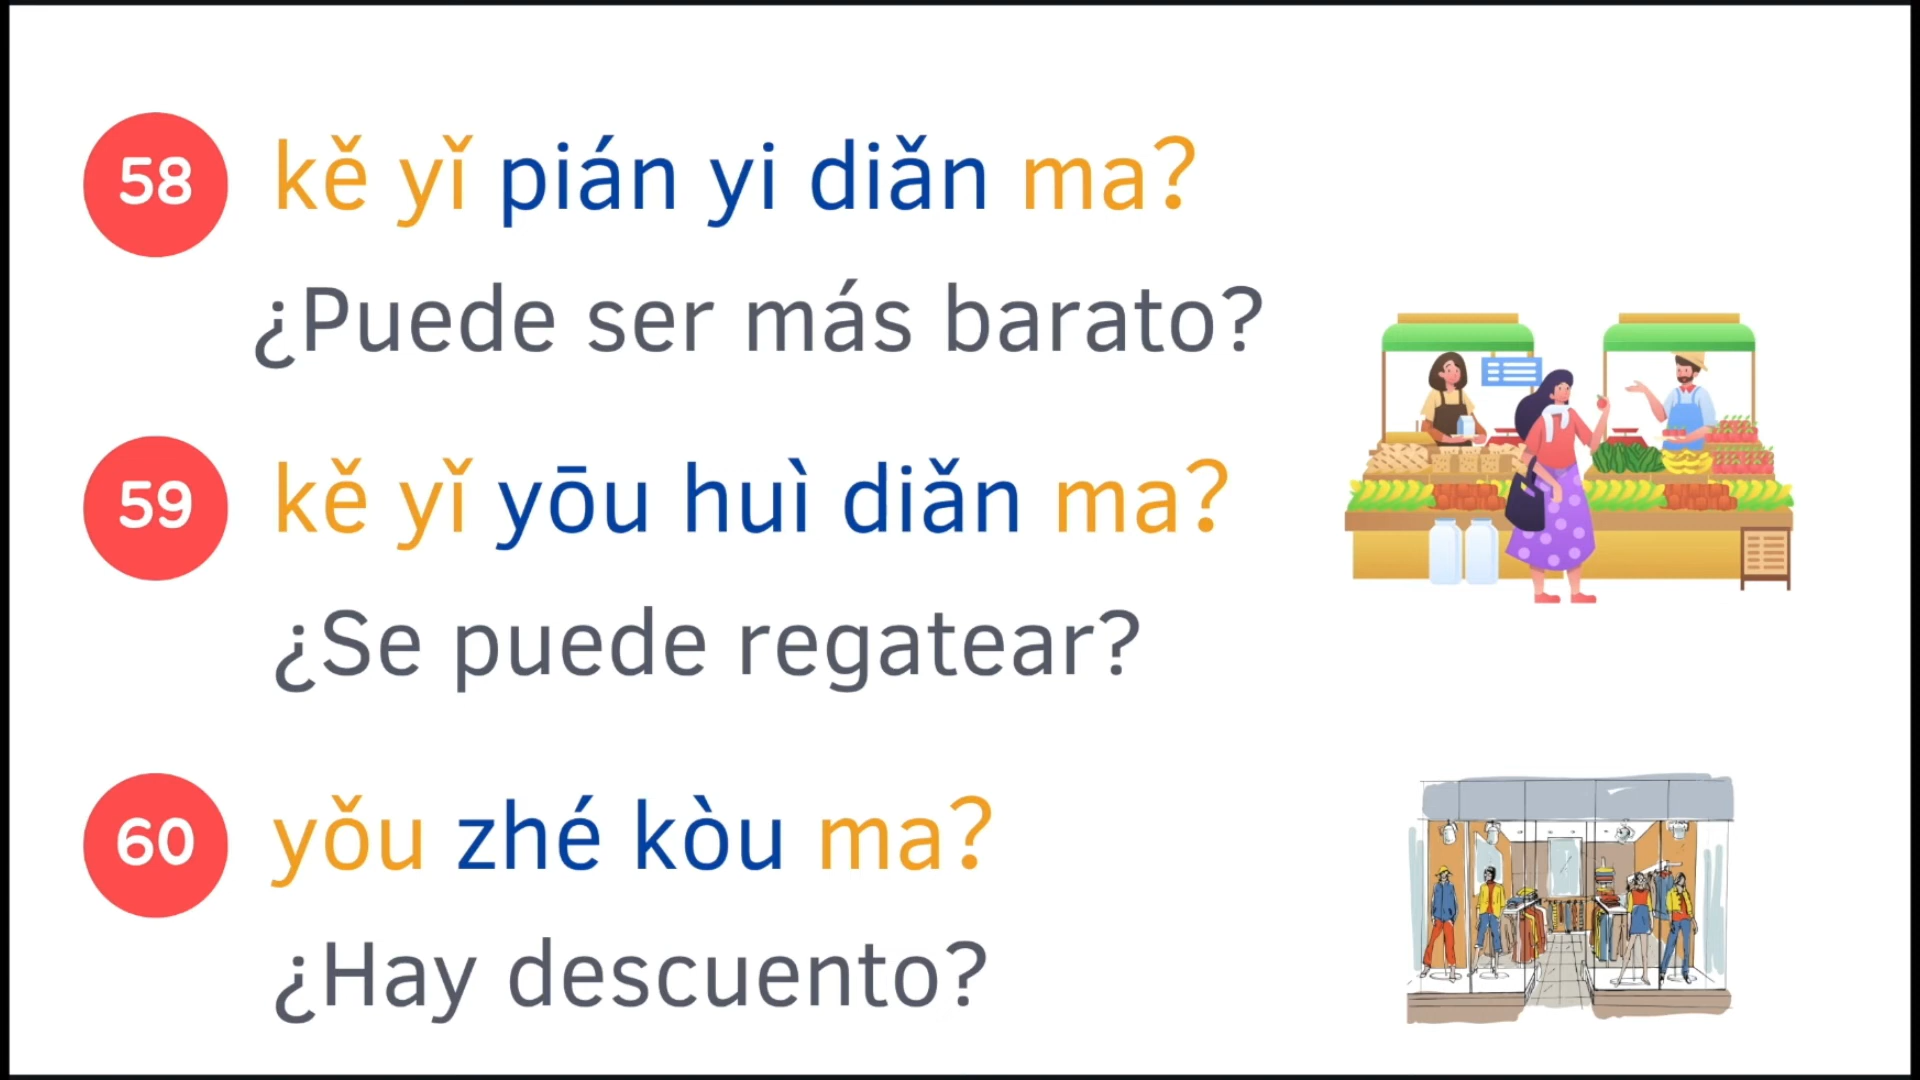 58 kě yǐ pián yi diǎn ma?
¿Puede ser más barato?
59 kě yǐ yōu huì diǎn ma?
¿Se puede regatear?
60 yǒu zhé kòu ma?
¿Hay descuento?